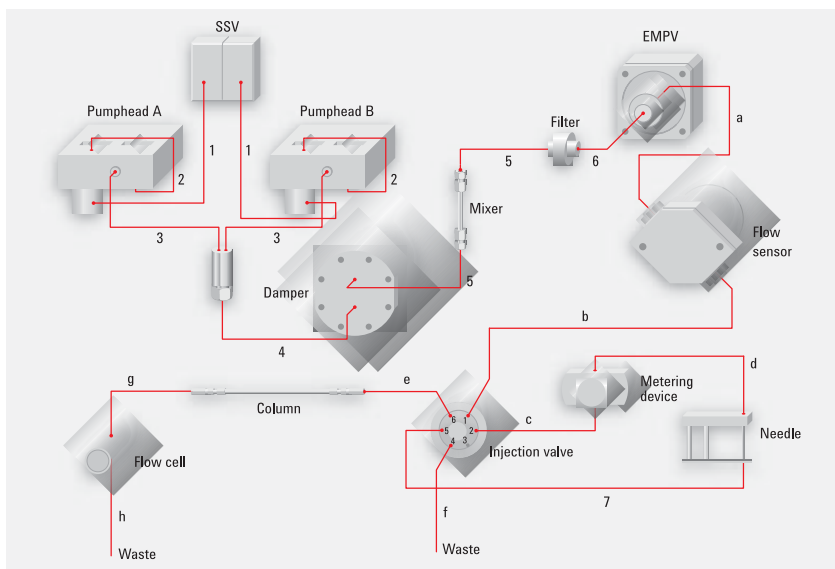 SSV
EMPV
Pumphead A
Pumphead B
a
Filter
1
1
5
6
2
2
Mixer
3
3
Flow
sensor
Damper
5
4
b
g
e
d
Metering
device
Column
6
1
c
5
2
4
3
Needle
Injection valve
Flow cell
7
h
f
Waste
Waste